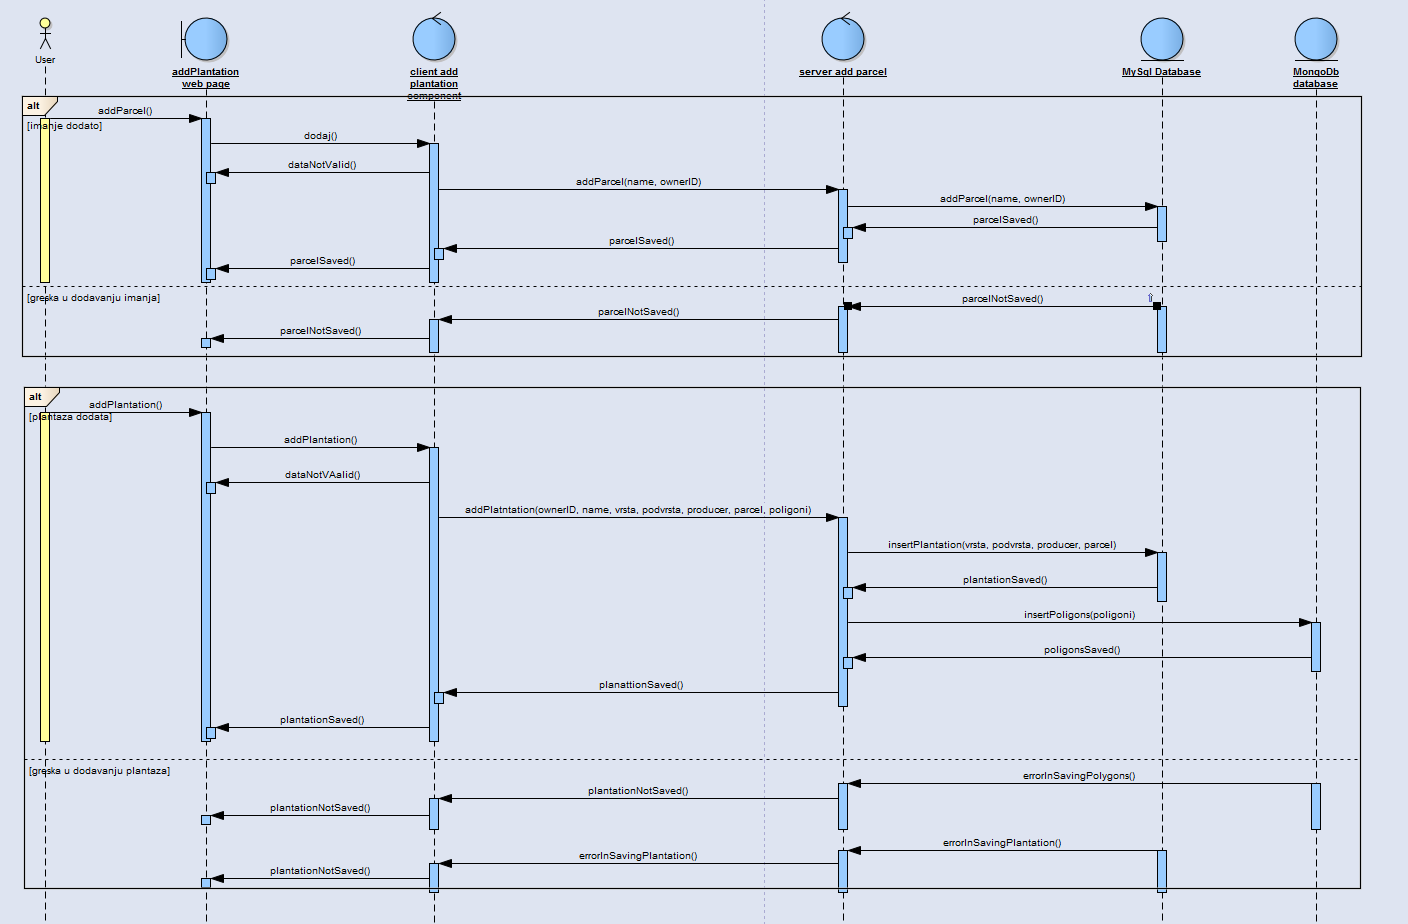 User
addPlantation
web page
client add
plantation
component
server add parcel
MySql Database
MongoDb
database
alt
addParcel()
[imanje dodato]
dodaj()
dataNotValid()
addParcel(name, ownerID)
addParcel(name, ownerID)
parcelSaved()
parcelSaved()
parcelSaved()
[greska u dodavanju imanja]
parcelNotSaved()
parcelNotSaved()
parcelNotSaved()
alt
addPlantation()
[plantaza dodata]
addPlantation()
dataNotVAalid()
addPlatntation(ownerID, name, vrsta, podvrsta, producer, parcel, poligoni)
insertPlantation(vrsta, podvrsta, producer, parcel)
plantationSaved()
insertPoligons(poligoni)
poligonsSaved()
planattionSaved()
plantationSaved()
[greska u dodavanju plantaza]
errorInSavingPolygons()
plantationNotSaved()
plantationNotSaved()
errorInSavingPlantation()
errorInSavingPlantation()
plantationNotSaved()